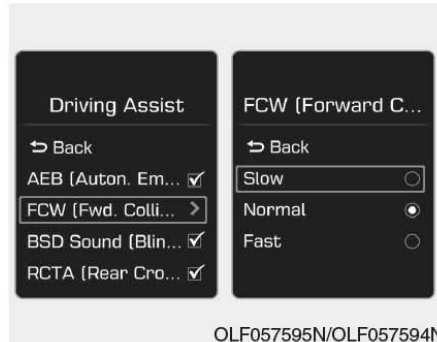 Driving Assist
Back
AEB (Auton. Em...
FCW (Fwd. Colli...
BSD Sound (Blin...
RCTA (Rear Cro...
FCW (Forward C...
Back
Slow
Normal
Fast
OLF057595N/OLF057594N